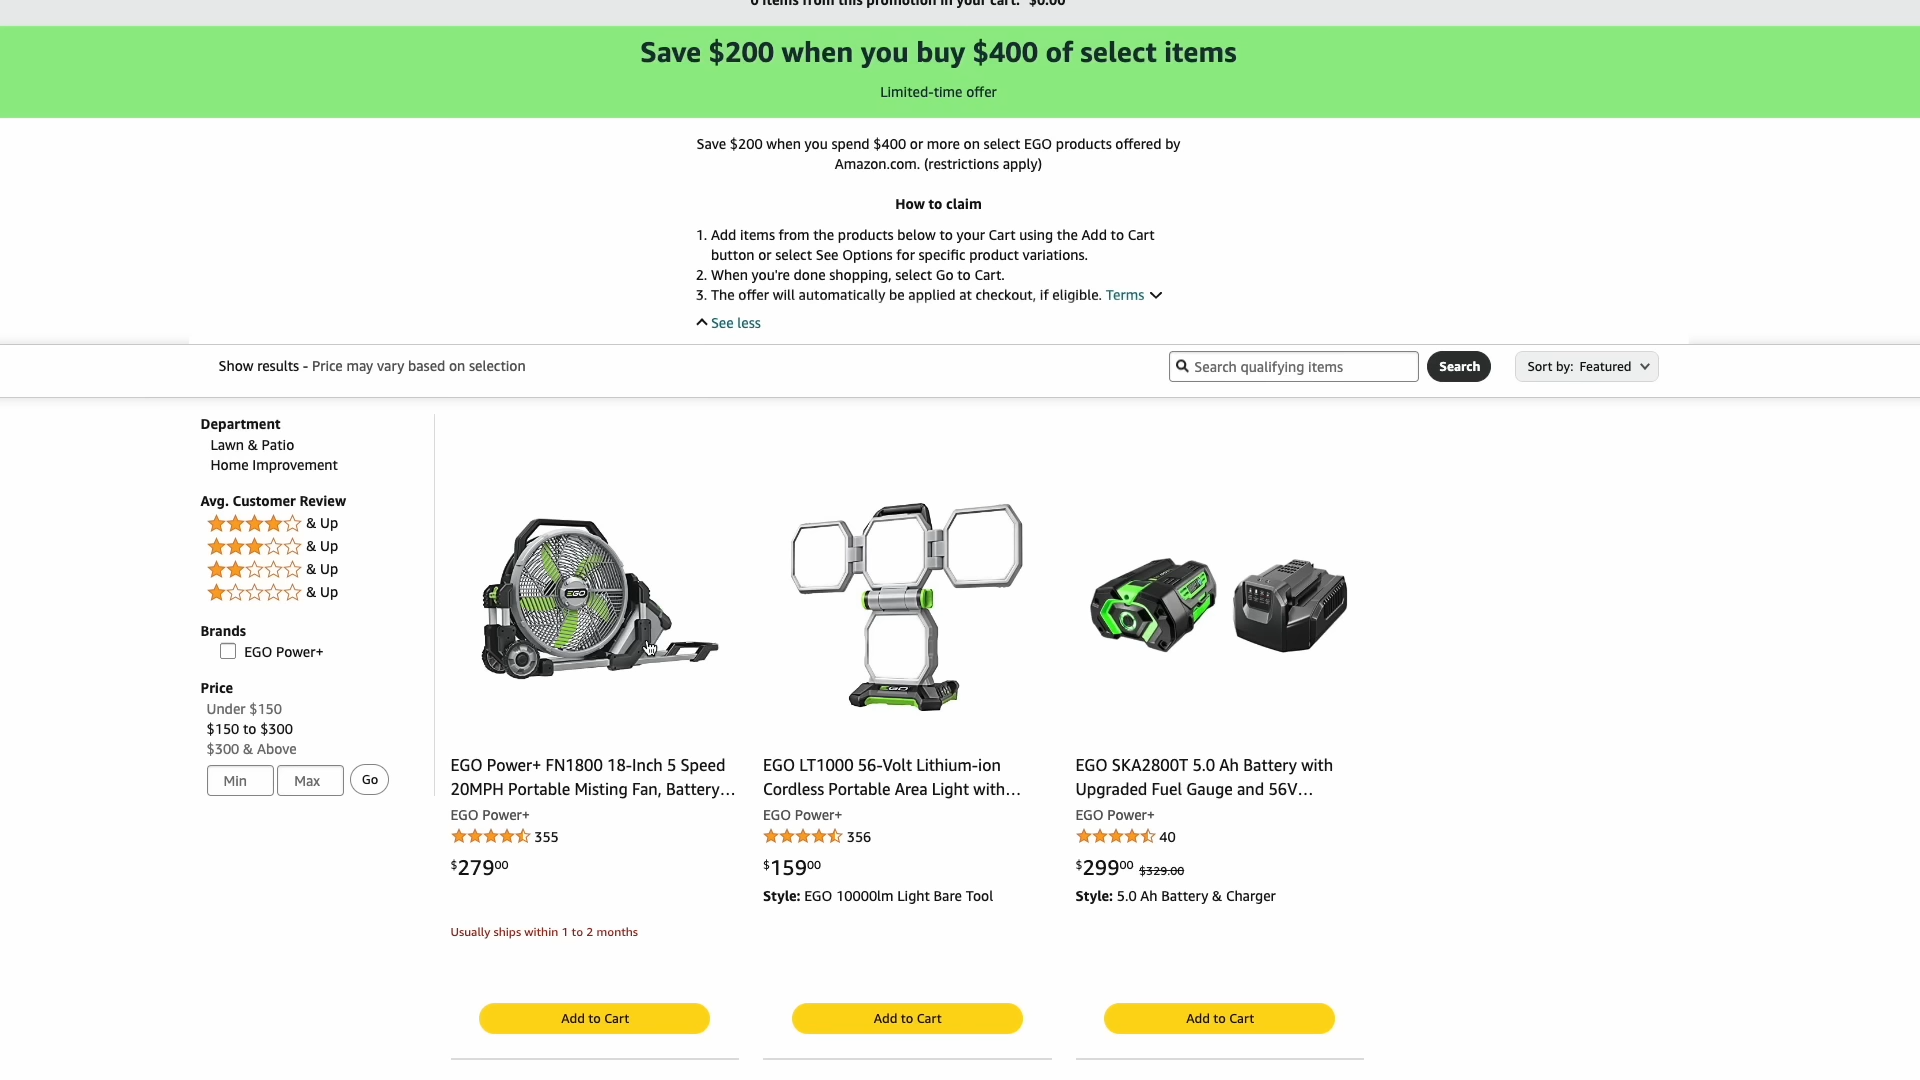 0 items from this promotion in your cart: $0.00
Save $200 when you buy $400 of select items
Limited-time offer
Save $200 when you spend $400 or more on select EGO products offered by
Amazon.com. (restrictions apply)
How to claim
1. Add items from the products below to your Cart using the Add to Cart
button or select See Options for specific product variations.
2. When you're done shopping, select Go to Cart.
3. The offer will automatically be applied at checkout, if eligible. Terms
See less
Show results - Price may vary based on selection
Search qualifying items
Search
Sort by: Featured
Department
Lawn & Patio
Home Improvement
Avg. Customer Review
& Up
& Up
& Up
& Up
Brands
EGO Power+
Price
Under $150
$150 to $300
$300 & Above
Min Max Go
EGO
EGO
EGO Power+ FN1800 18-Inch 5 Speed
20MPH Portable Misting Fan, Battery…
EGO Power+
355
$27900
Usually ships within 1 to 2 months
Add to Cart
EGO LT1000 56-Volt Lithium-ion
Cordless Portable Area Light with…
EGO Power+
356
$15900
Style: EGO 10000lm Light Bare Tool
Add to Cart
EGO SKA2800T 5.0 Ah Battery with
Upgraded Fuel Gauge and 56V…
EGO Power+
40
$29900 $329.00
Style: 5.0 Ah Battery & Charger
Add to Cart